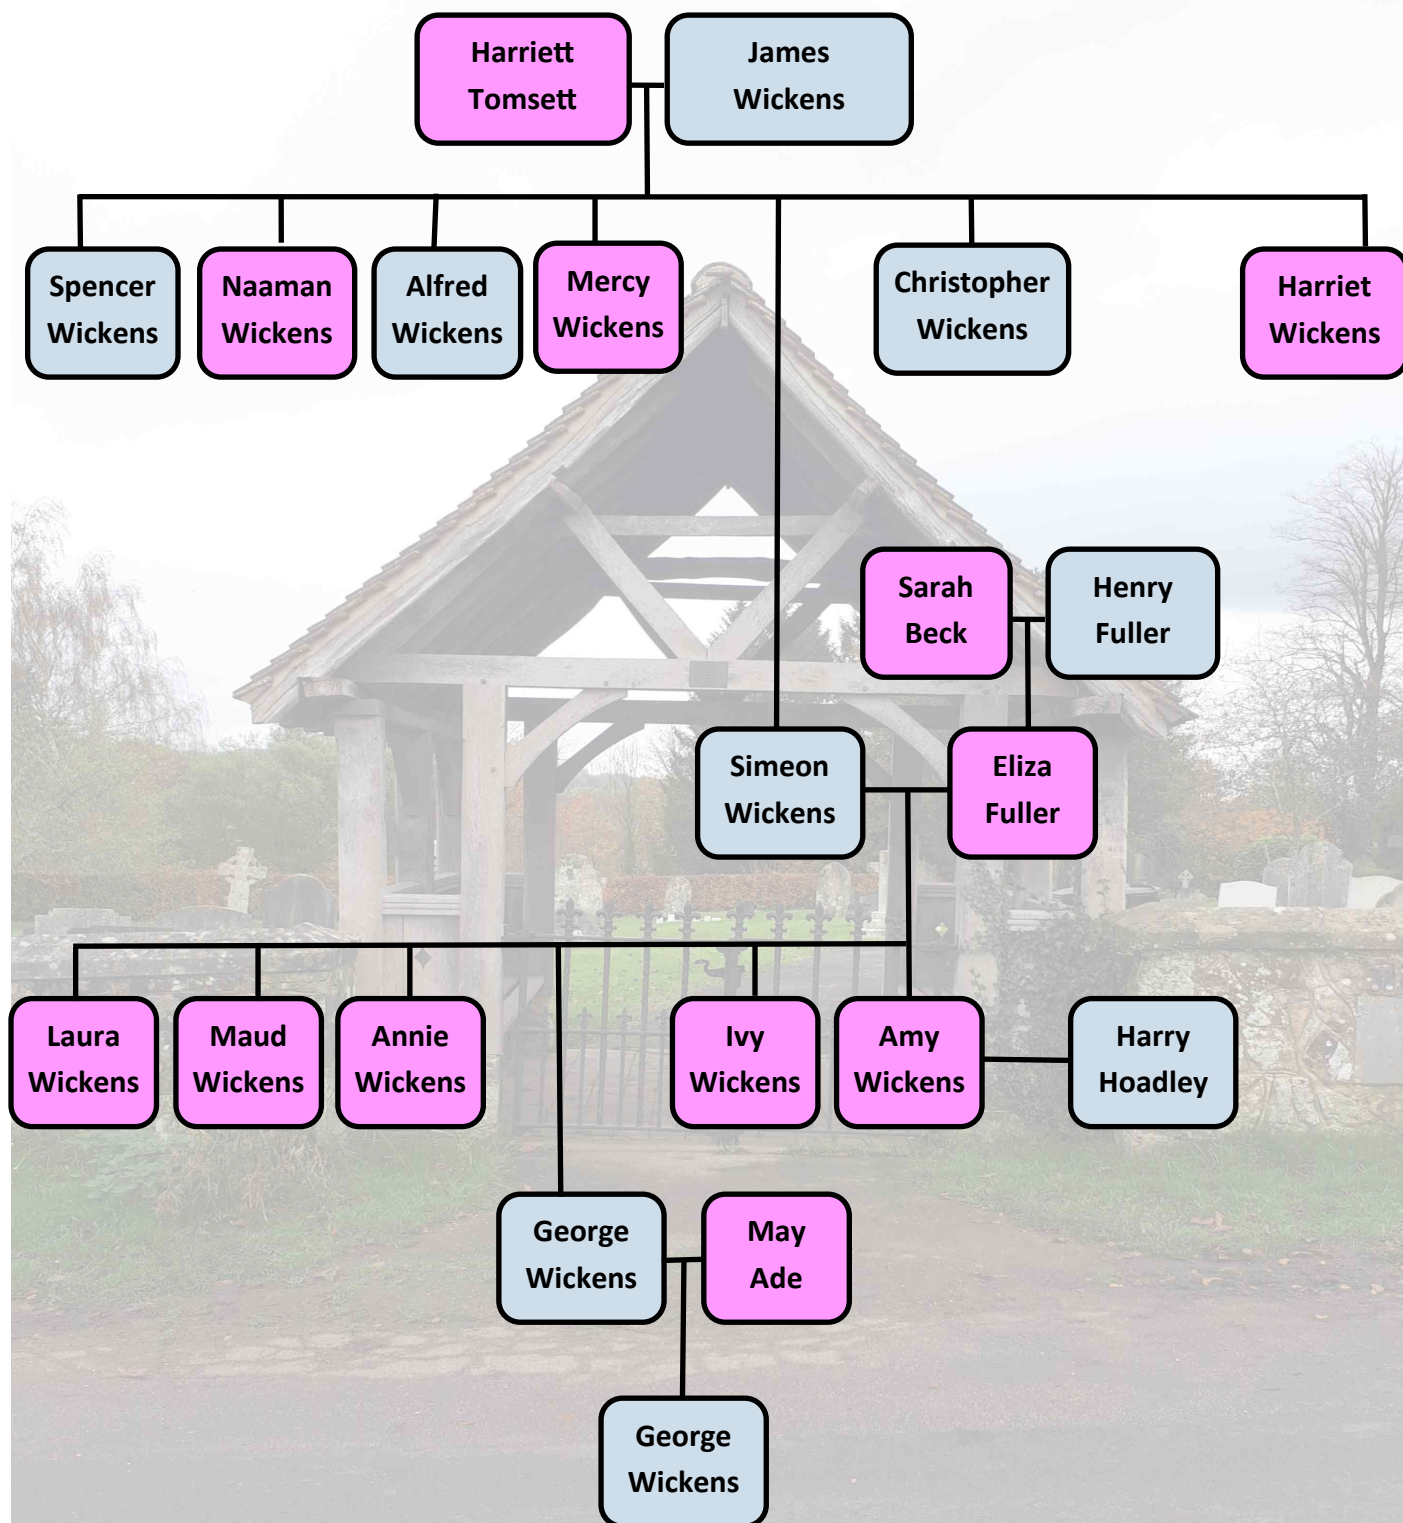 Harriett
Tomsett
James
Wickens
Spencer
Wickens
Naaman
Wickens
Alfred
Wickens
Mercy
Wickens
Christopher
Wickens
Harriet
Wickens
Sarah
Beck
Henry
Fuller
Simeon
Wickens
Eliza
Fuller
Laura
Wickens
Maud
Wickens
Annie
Wickens
Ivy
Wickens
Amy
Wickens
Harry
Hoadley
George
Wickens
May
Ade
George
Wickens